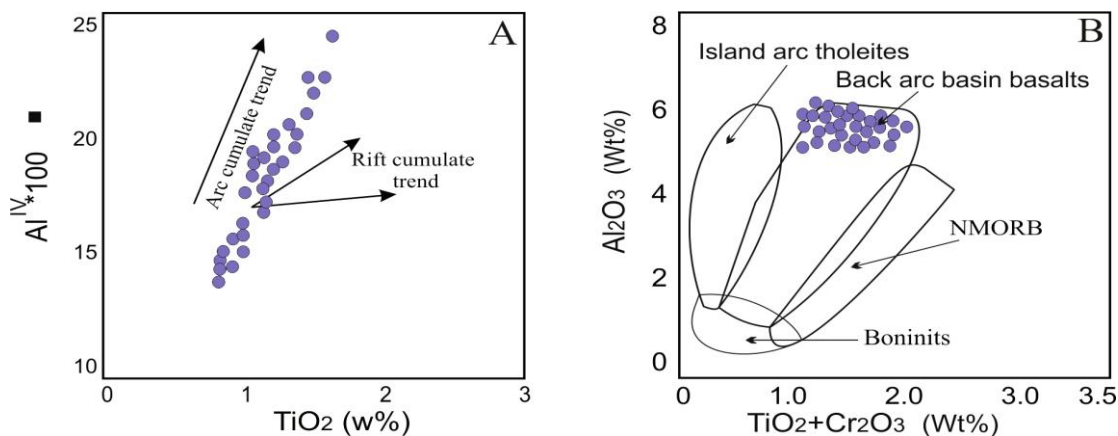 A
25
20
15
10
Al^IV*100 ■
Arc cumulate trend
Rift cumulate
trend
0
1
2
3
TiO₂ (w%)
B
8
6
4
2
0
Al₂O₃ (Wt%)
Island arc tholeites
Back arc basin basalts
NMORB
Boninits
0
1.0
2.0
3.5
TiO₂+Cr₂O₃ (Wt%)